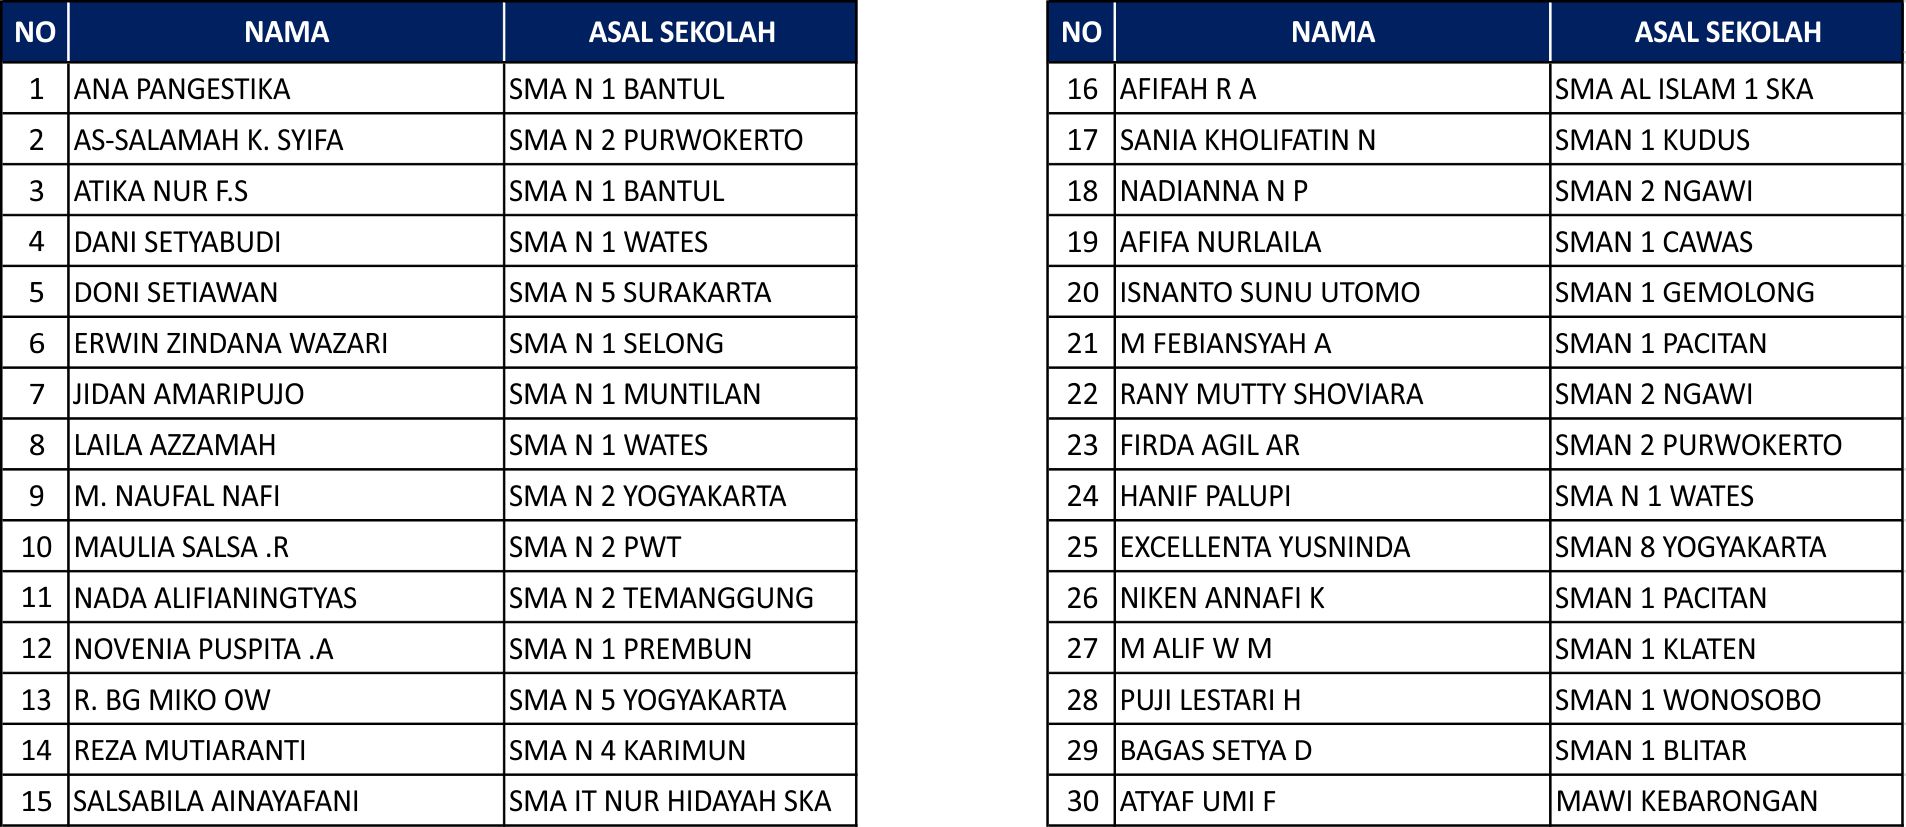 NO NAMA ASAL SEKOLAH
1 ANA PANGESTIKA SMA N 1 BANTUL
2 AS-SALAMAH K. SYIFA SMA N 2 PURWOKERTO
3 ATIKA NUR F.S SMA N 1 BANTUL
4 DANI SETYABUDI SMA N 1 WATES
5 DONI SETIAWAN SMA N 5 SURAKARTA
6 ERWIN ZINDANA WAZARI SMA N 1 SELONG
7 JIDAN AMARIPUJO SMA N 1 MUNTILAN
8 LAILA AZZAMAH SMA N 1 WATES
9 M. NAUFAL NAFI SMA N 2 YOGYAKARTA
10 MAULIA SALSA .R SMA N 2 PWT
11 NADA ALIFIANINGTYAS SMA N 2 TEMANGGUNG
12 NOVENIA PUSPITA .A SMA N 1 PREMBUN
13 R. BG MIKO OW SMA N 5 YOGYAKARTA
14 REZA MUTIARANTI SMA N 4 KARIMUN
15 SALSABILA AINAYAFANI SMA IT NUR HIDAYAH SKA
NO NAMA ASAL SEKOLAH
16 AFIFAH R A SMA AL ISLAM 1 SKA
17 SANIA KHOLIFATIN N SMAN 1 KUDUS
18 NADIANNA N P SMAN 2 NGAWI
19 AFIFA NURLAILA SMAN 1 CAWAS
20 ISNANTO SUNU UTOMO SMAN 1 GEMOLONG
21 M FEBIANSYAH A SMAN 1 PACITAN
22 RANY MUTTY SHOVIARA SMAN 2 NGAWI
23 FIRDA AGIL AR SMAN 2 PURWOKERTO
24 HANIF PALUPI SMA N 1 WATES
25 EXCELLENTA YUSNINDA SMAN 8 YOGYAKARTA
26 NIKEN ANNAFI K SMAN 1 PACITAN
27 M ALIF W M SMAN 1 KLATEN
28 PUJI LESTARI H SMAN 1 WONOSOBO
29 BAGAS SETYA D SMAN 1 BLITAR
30 ATYAF UMI F MAWI KEBARONGAN